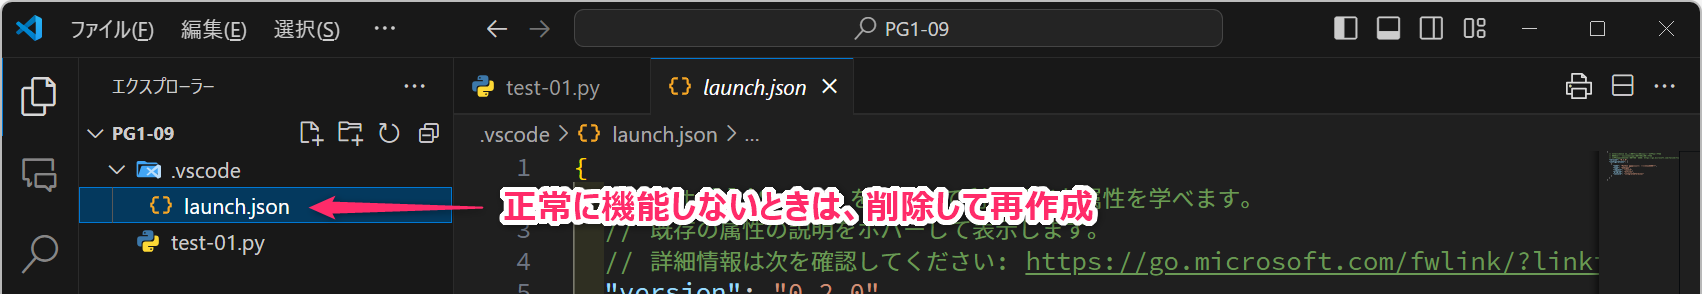 ファイル(F) 編集(E) 選択(S) ··· PG1-09
エクスプローラー ···
test-01.py launch.json ···
PG1-09
.vscode > launch.json > ...
.vscode
1 {
launch.json
正常に機能しないときは、削除して再作成
属性を学べます。
test-01.py
3 // 既存の属性の説明をホバーして表示します。
4 // 詳細情報は次を確認してください: https://go.microsoft.com/fwlink/?link
5 "version": "0.2.0"